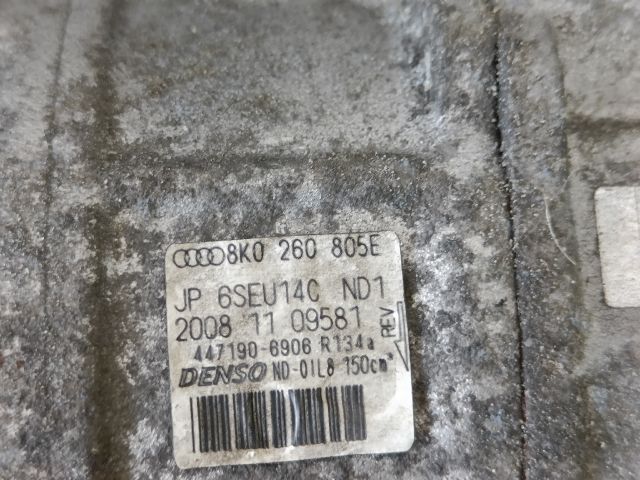 8K0 260 805E
JP 6SEU14C ND1
2008 11 09581 REV
447190-6906 R134a
DENSO ND-OIL8 150cm³